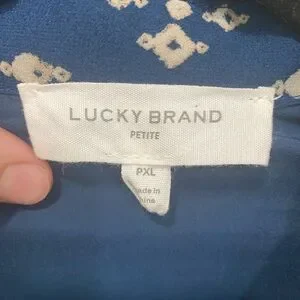 LUCKY BRAND
PETITE
PXL
made in
China